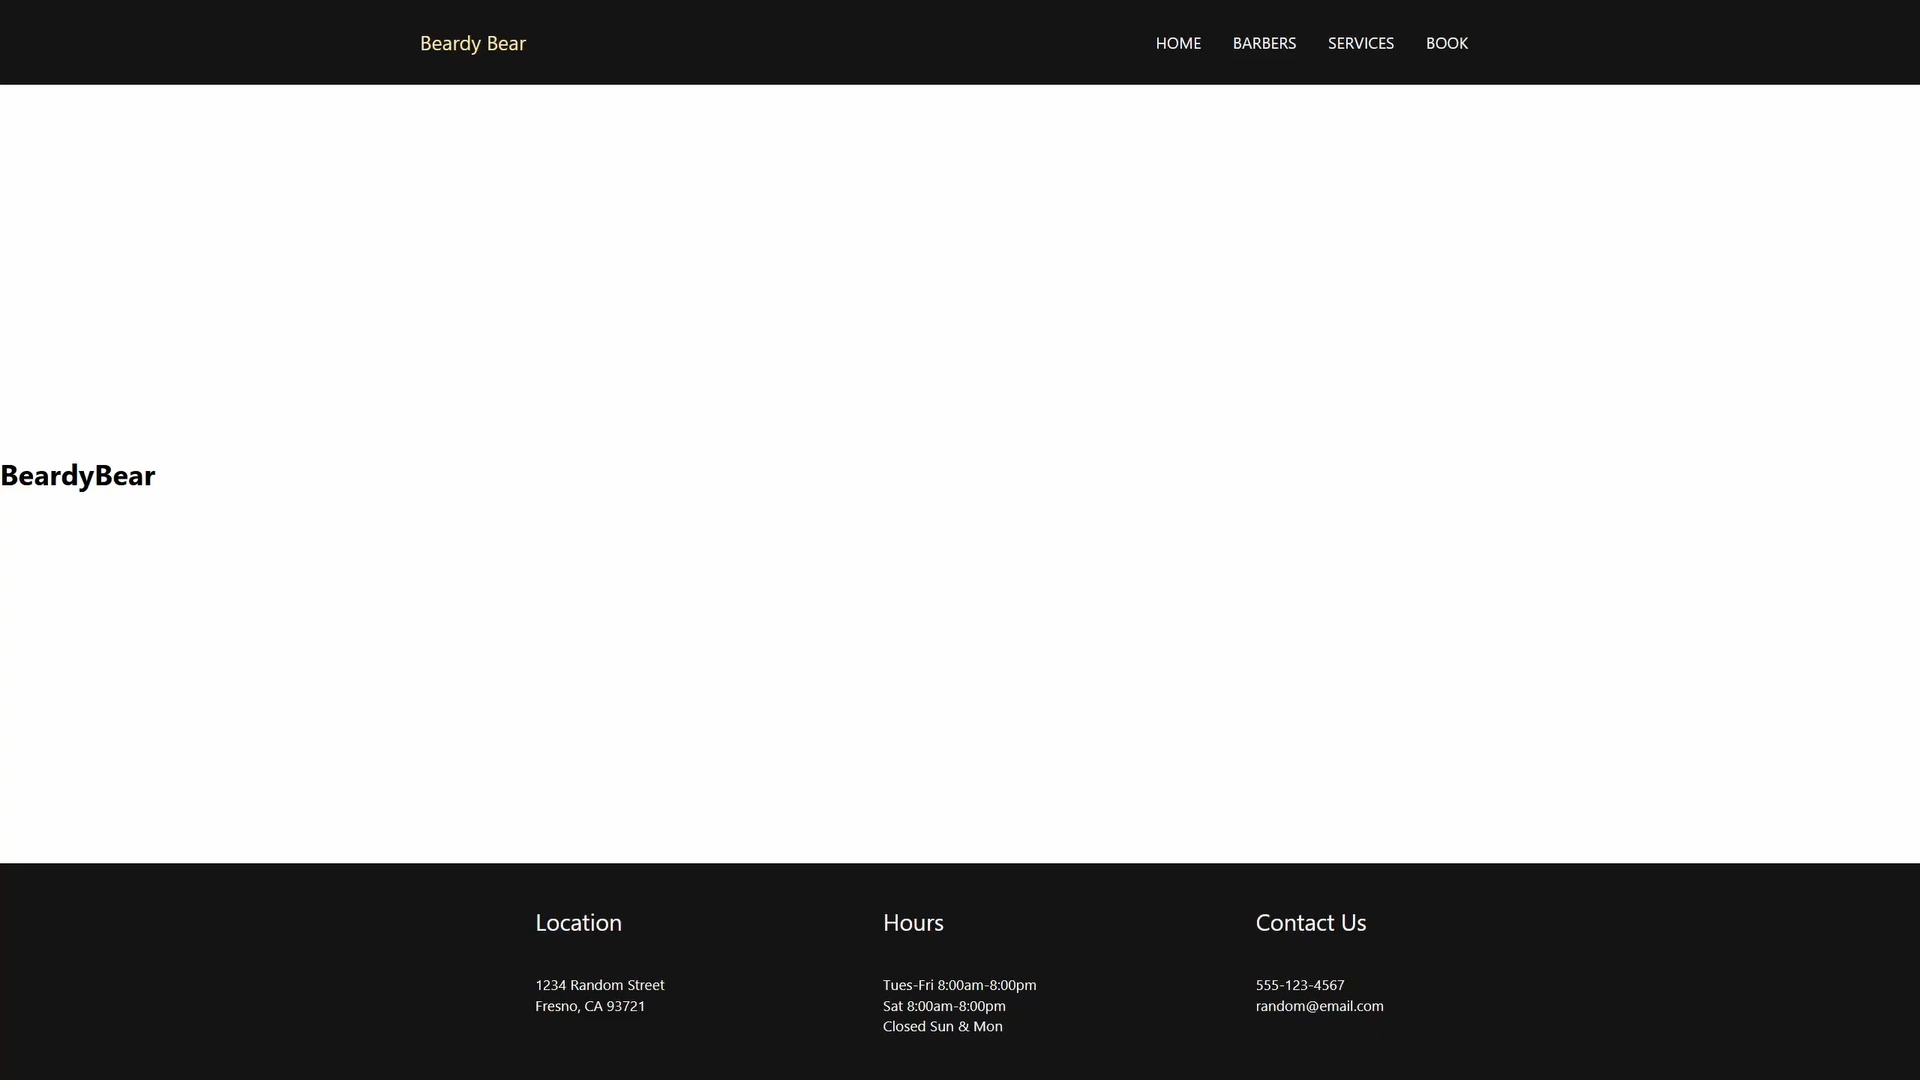 Beardy Bear
HOME BARBERS SERVICES BOOK
BeardyBear
Location
1234 Random Street
Fresno, CA 93721
Hours
Tues-Fri 8:00am-8:00pm
Sat 8:00am-8:00pm
Closed Sun & Mon
Contact Us
555-123-4567
random@email.com